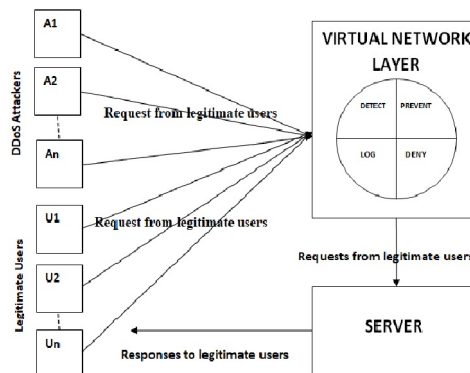 DDoS Attackers
A1
A2
An
Request from legitimate users
Legitimate Users
U1
U2
Un
Request from legitimate users
VIRTUAL NETWORK
LAYER
DETECT
PREVENT
LOG
DENY
Requests from legitimate users
SERVER
Responses to legitimate users